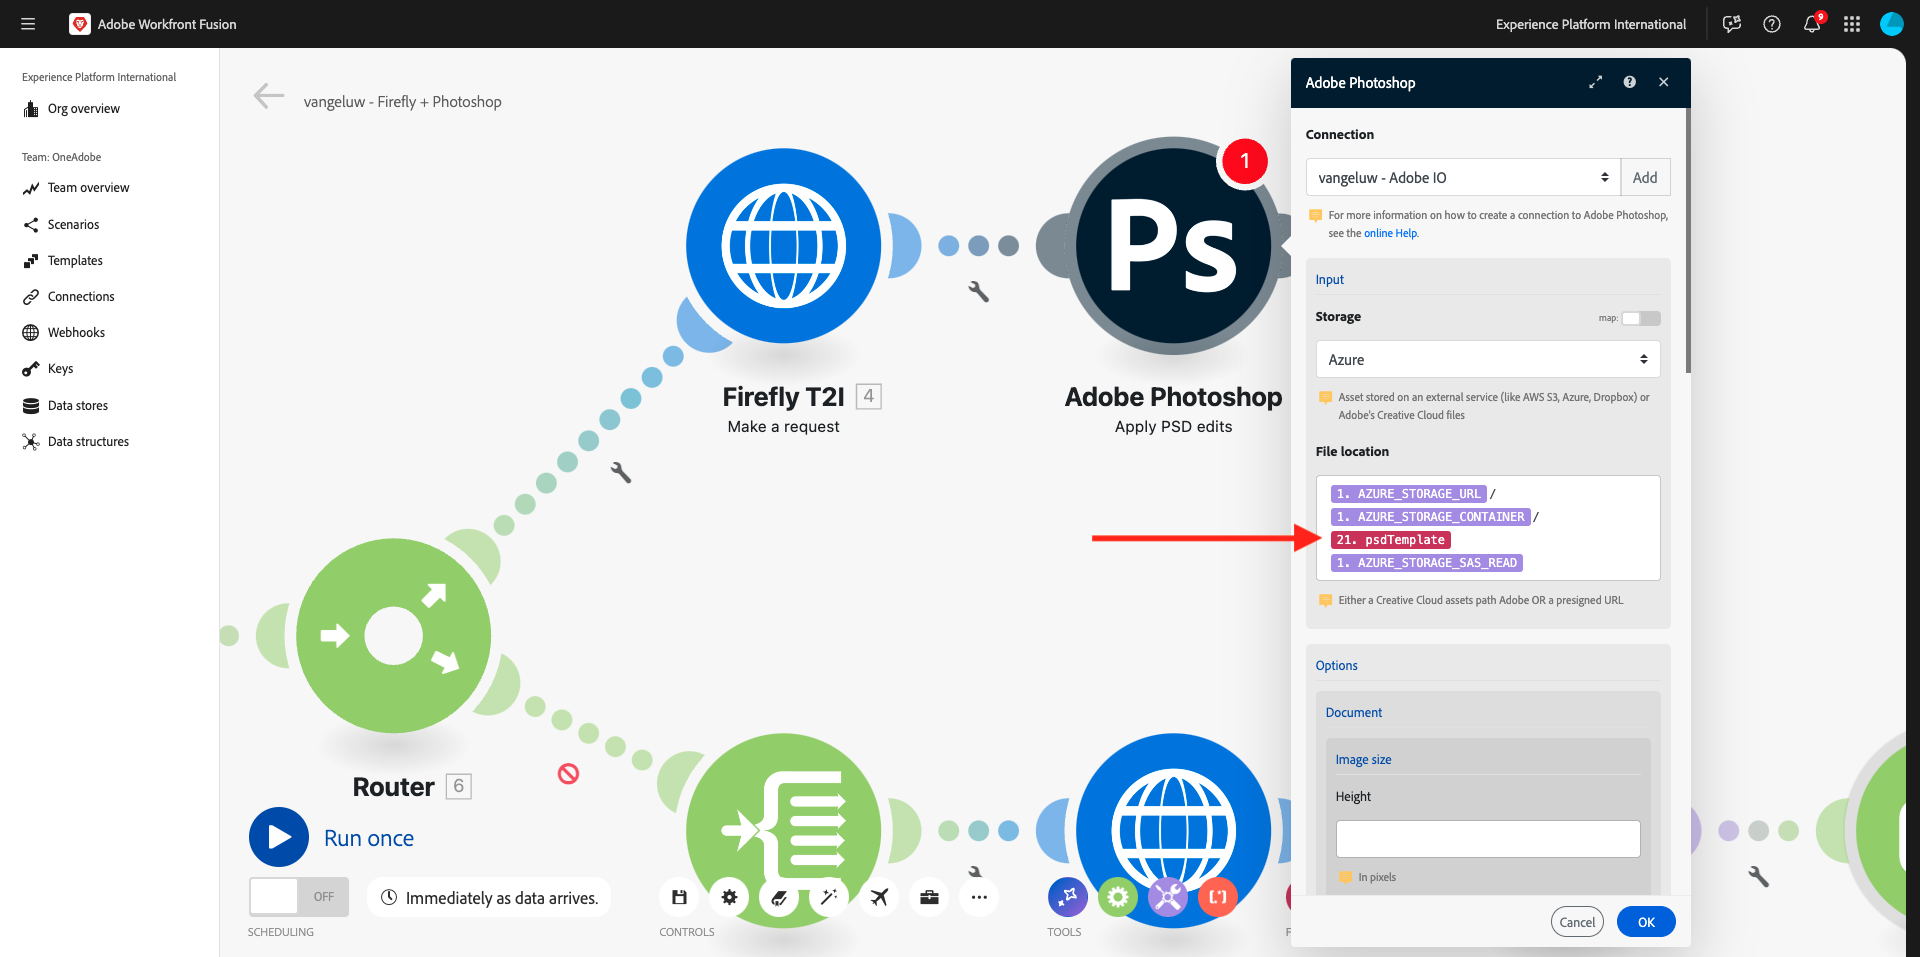 Adobe Workfront Fusion
Experience Platform International
9
Experience Platform International
Org overview
Team: OneAdobe
Team overview
Scenarios
Templates
Connections
Webhooks
Keys
Data stores
Data structures
vangeluw - Firefly + Photoshop
Ps
1
Firefly T2I 4
Make a request
Adobe Photoshop
Apply PSD edits
Router 6
Run once
OFF
Immediately as data arrives.
SCHEDULING
CONTROLS
TOOLS
F
Adobe Photoshop
Connection
vangeluw - Adobe IO
Add
For more information on how to create a connection to Adobe Photoshop,
see the online Help.
Input
Storage
map:
Azure
Asset stored on an external service (like AWS S3, Azure, Dropbox) or
Adobe's Creative Cloud files
File location
1. AZURE_STORAGE_URL /
1. AZURE_STORAGE_CONTAINER /
21. psdTemplate
1. AZURE_STORAGE_SAS_READ
Either a Creative Cloud assets path Adobe OR a presigned URL
Options
Document
Image size
Height
In pixels
Cancel
OK